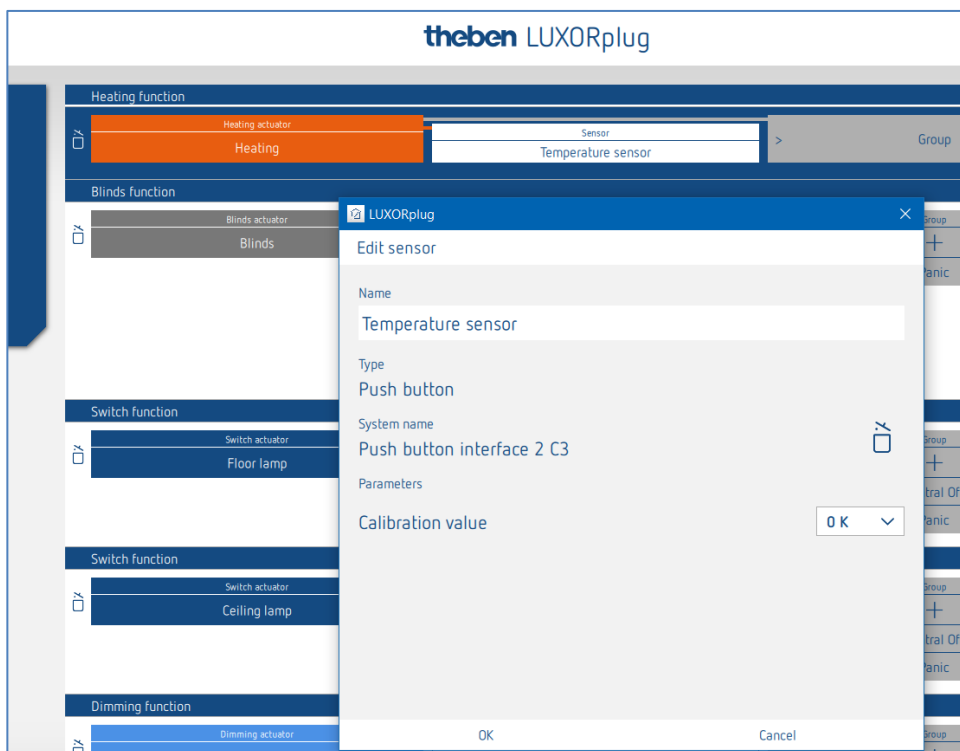 theben LUXORplug
Heating function
Heating actuator
Heating
Sensor
Temperature sensor
> Group
Blinds function
Blinds actuator
Blinds
Group
+
Panic
LUXORplug
Edit sensor
Name
Temperature sensor
Type
Push button
System name
Push button interface 2 C3
Parameters
Calibration value
0 K
OK
Cancel
Switch function
Switch actuator
Floor lamp
Group
+
tral Of
Panic
Switch function
Switch actuator
Ceiling lamp
Group
+
tral Of
Panic
Dimming function
Dimming actuator
Group